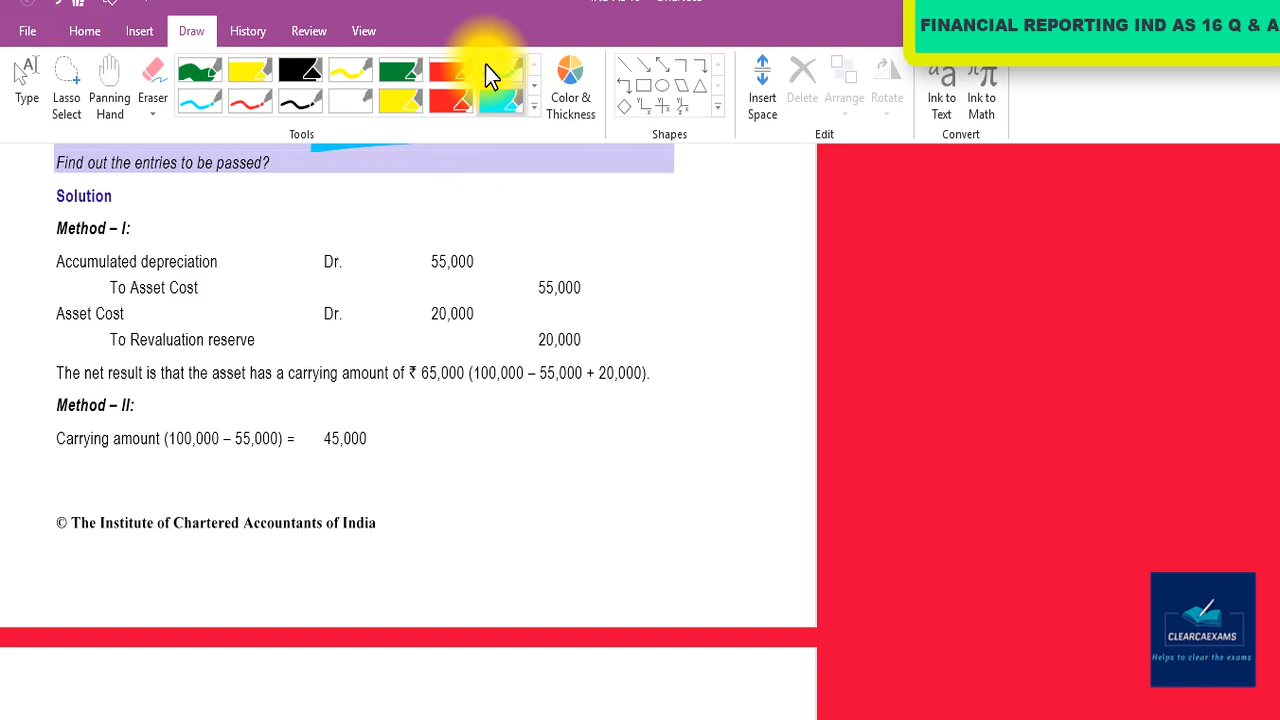 FINANCIAL REPORTING IND AS 16 Q & A
File Home Insert Draw History Review View
Type
Lasso Select
Panning Hand
Eraser
Color & Thickness
Insert Space
Delete
Arrange
Rotate
Ink to Text
Ink to Math
Tools
Shapes
Edit
Convert
Find out the entries to be passed?
Solution
Method – I:
Accumulated depreciation Dr. 55,000
To Asset Cost 55,000
Asset Cost Dr. 20,000
To Revaluation reserve 20,000
The net result is that the asset has a carrying amount of ₹ 65,000 (100,000 – 55,000 + 20,000).
Method – II:
Carrying amount (100,000 – 55,000) = 45,000
© The Institute of Chartered Accountants of India
CLEARCAEXAMS
Helps to clear the exams